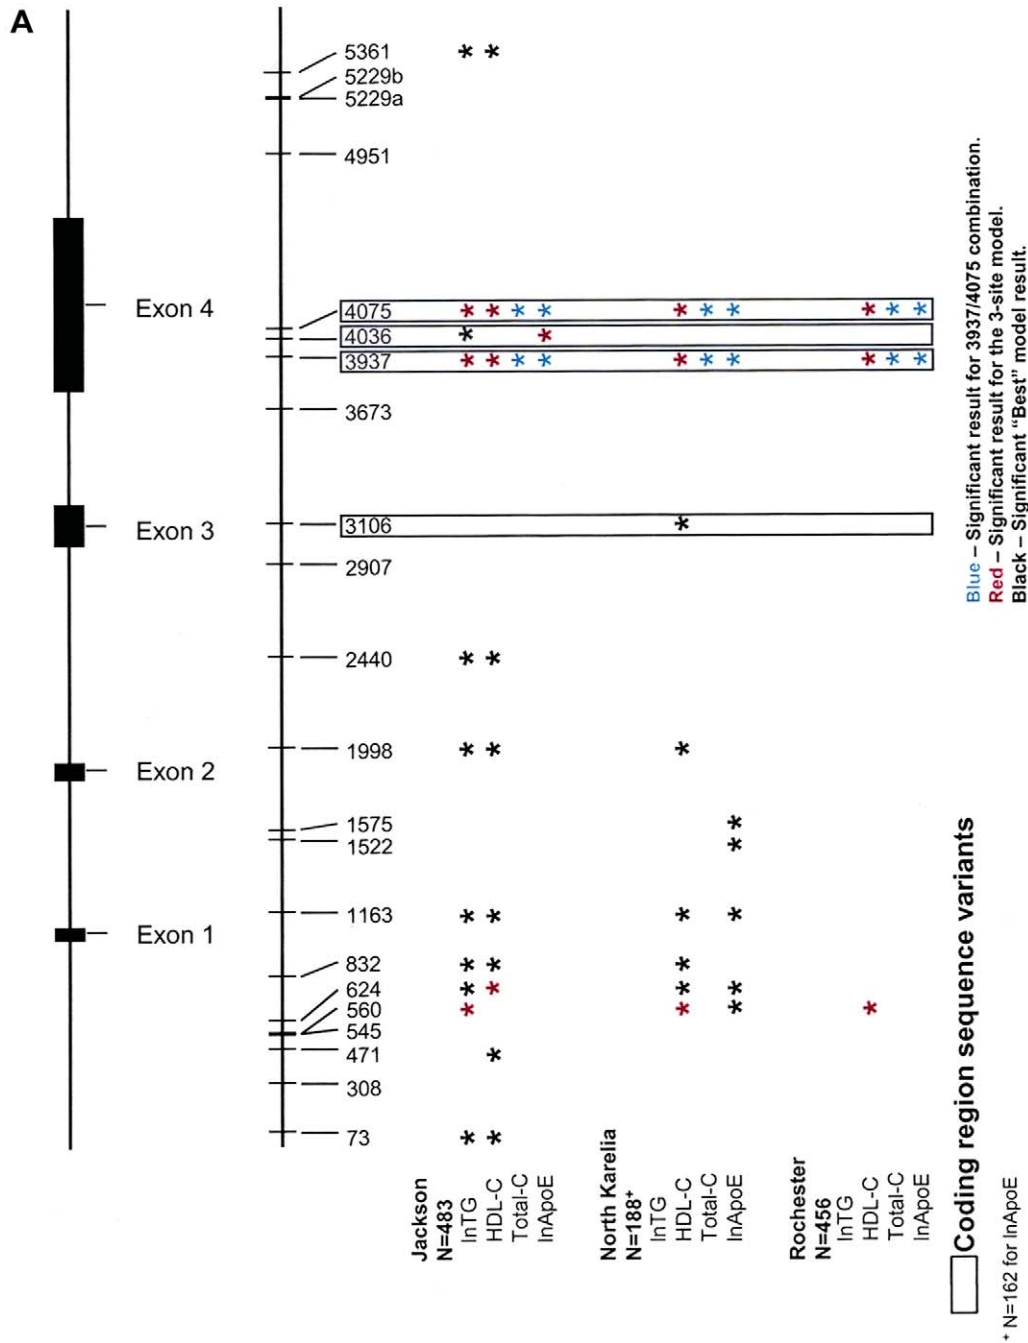 A
5361
5229b
5229a
4951
Exon 4
4075
4036
3937
3673
Exon 3
3106
2907
2440
1998
Exon 2
1575
1522
1163
Exon 1
832
624
560
545
471
308
73
Jackson
N=483
lnTG
HDL-C
Total-C
lnApoE
North Karelia
N=188+
lnTG
HDL-C
Total-C
lnApoE
Rochester
N=456
lnTG
HDL-C
Total-C
lnApoE
Blue – Significant result for 3937/4075 combination.
Red – Significant result for the 3-site model.
Black – Significant “Best” model result.
Coding region sequence variants
+ N=162 for lnApoE